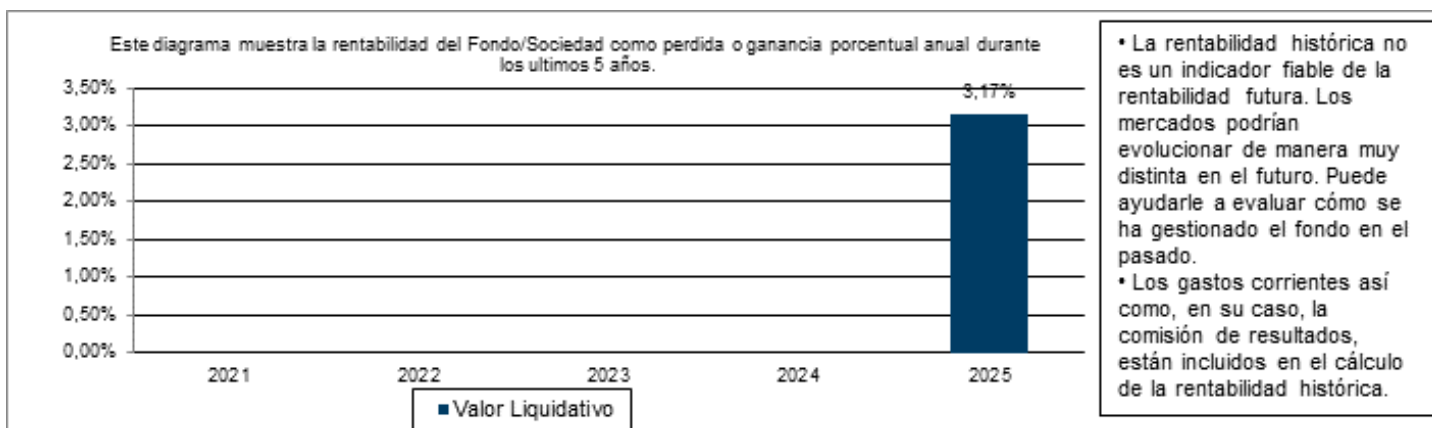 Este diagrama muestra la rentabilidad del Fondo/Sociedad como perdida o ganancia porcentual anual durante
los ultimos 5 años.
3,50%
3,00%
2,50%
2,00%
1,50%
1,00%
0,50%
0,00%
3,17%
2021 2022 2023 2024 2025
Valor Liquidativo
• La rentabilidad histórica no
es un indicador fiable de la
rentabilidad futura. Los
mercados podrían
evolucionar de manera muy
distinta en el futuro. Puede
ayudarle a evaluar cómo se
ha gestionado el fondo en el
pasado.
• Los gastos corrientes así
como, en su caso, la
comisión de resultados,
están incluidos en el cálculo
de la rentabilidad histórica.